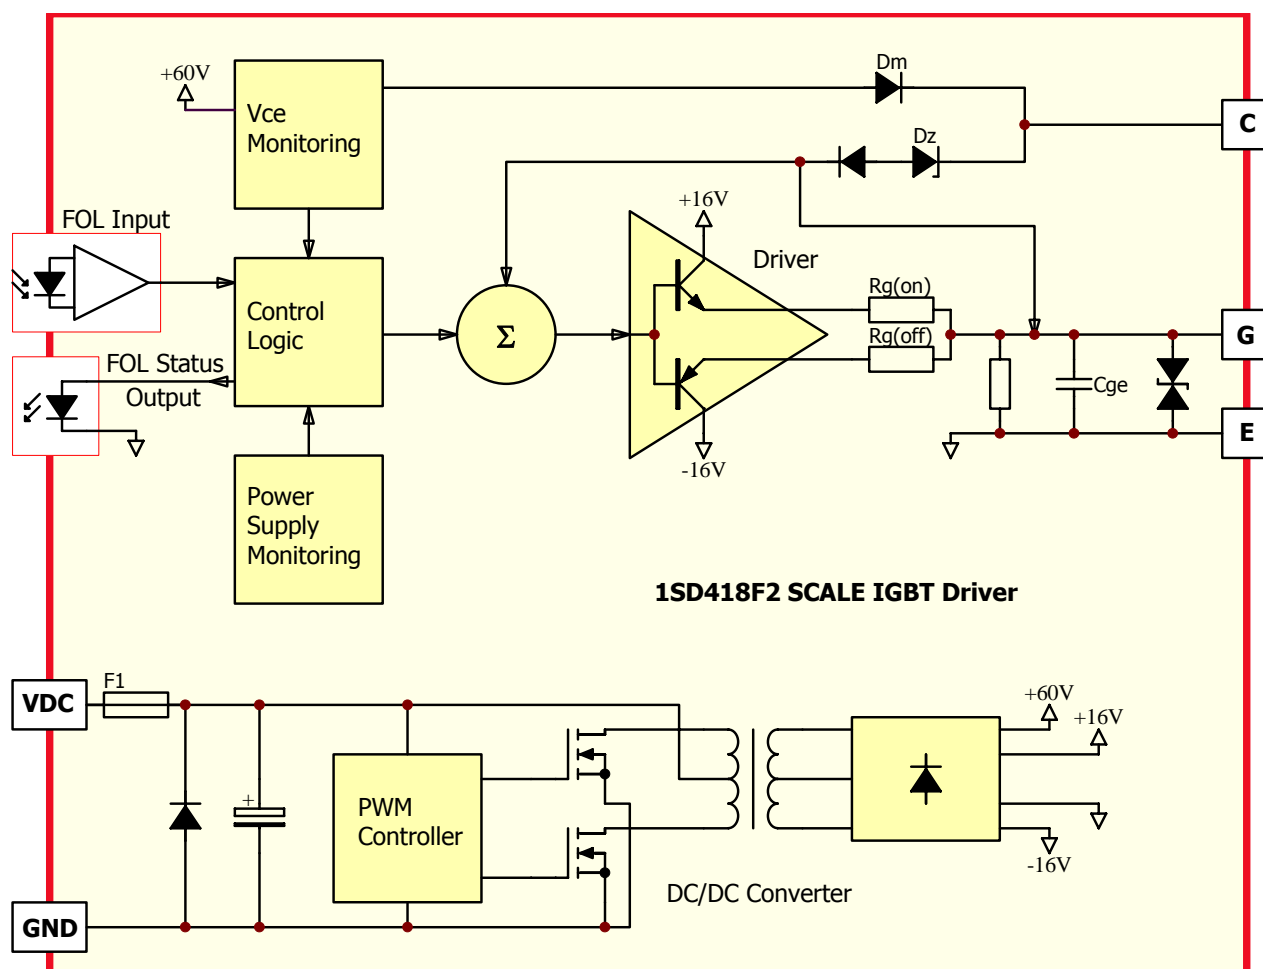 +60V
Vce
Monitoring
Dm
C
Dz
FOL Input
+16V
Driver
Control
Logic
Σ
Rg(on)
Rg(off)
G
FOL Status
Output
Cge
E
-16V
Power
Supply
Monitoring
1SD418F2 SCALE IGBT Driver
VDC
F1
+60V
+16V
+
PWM
Controller
-16V
DC/DC Converter
GND